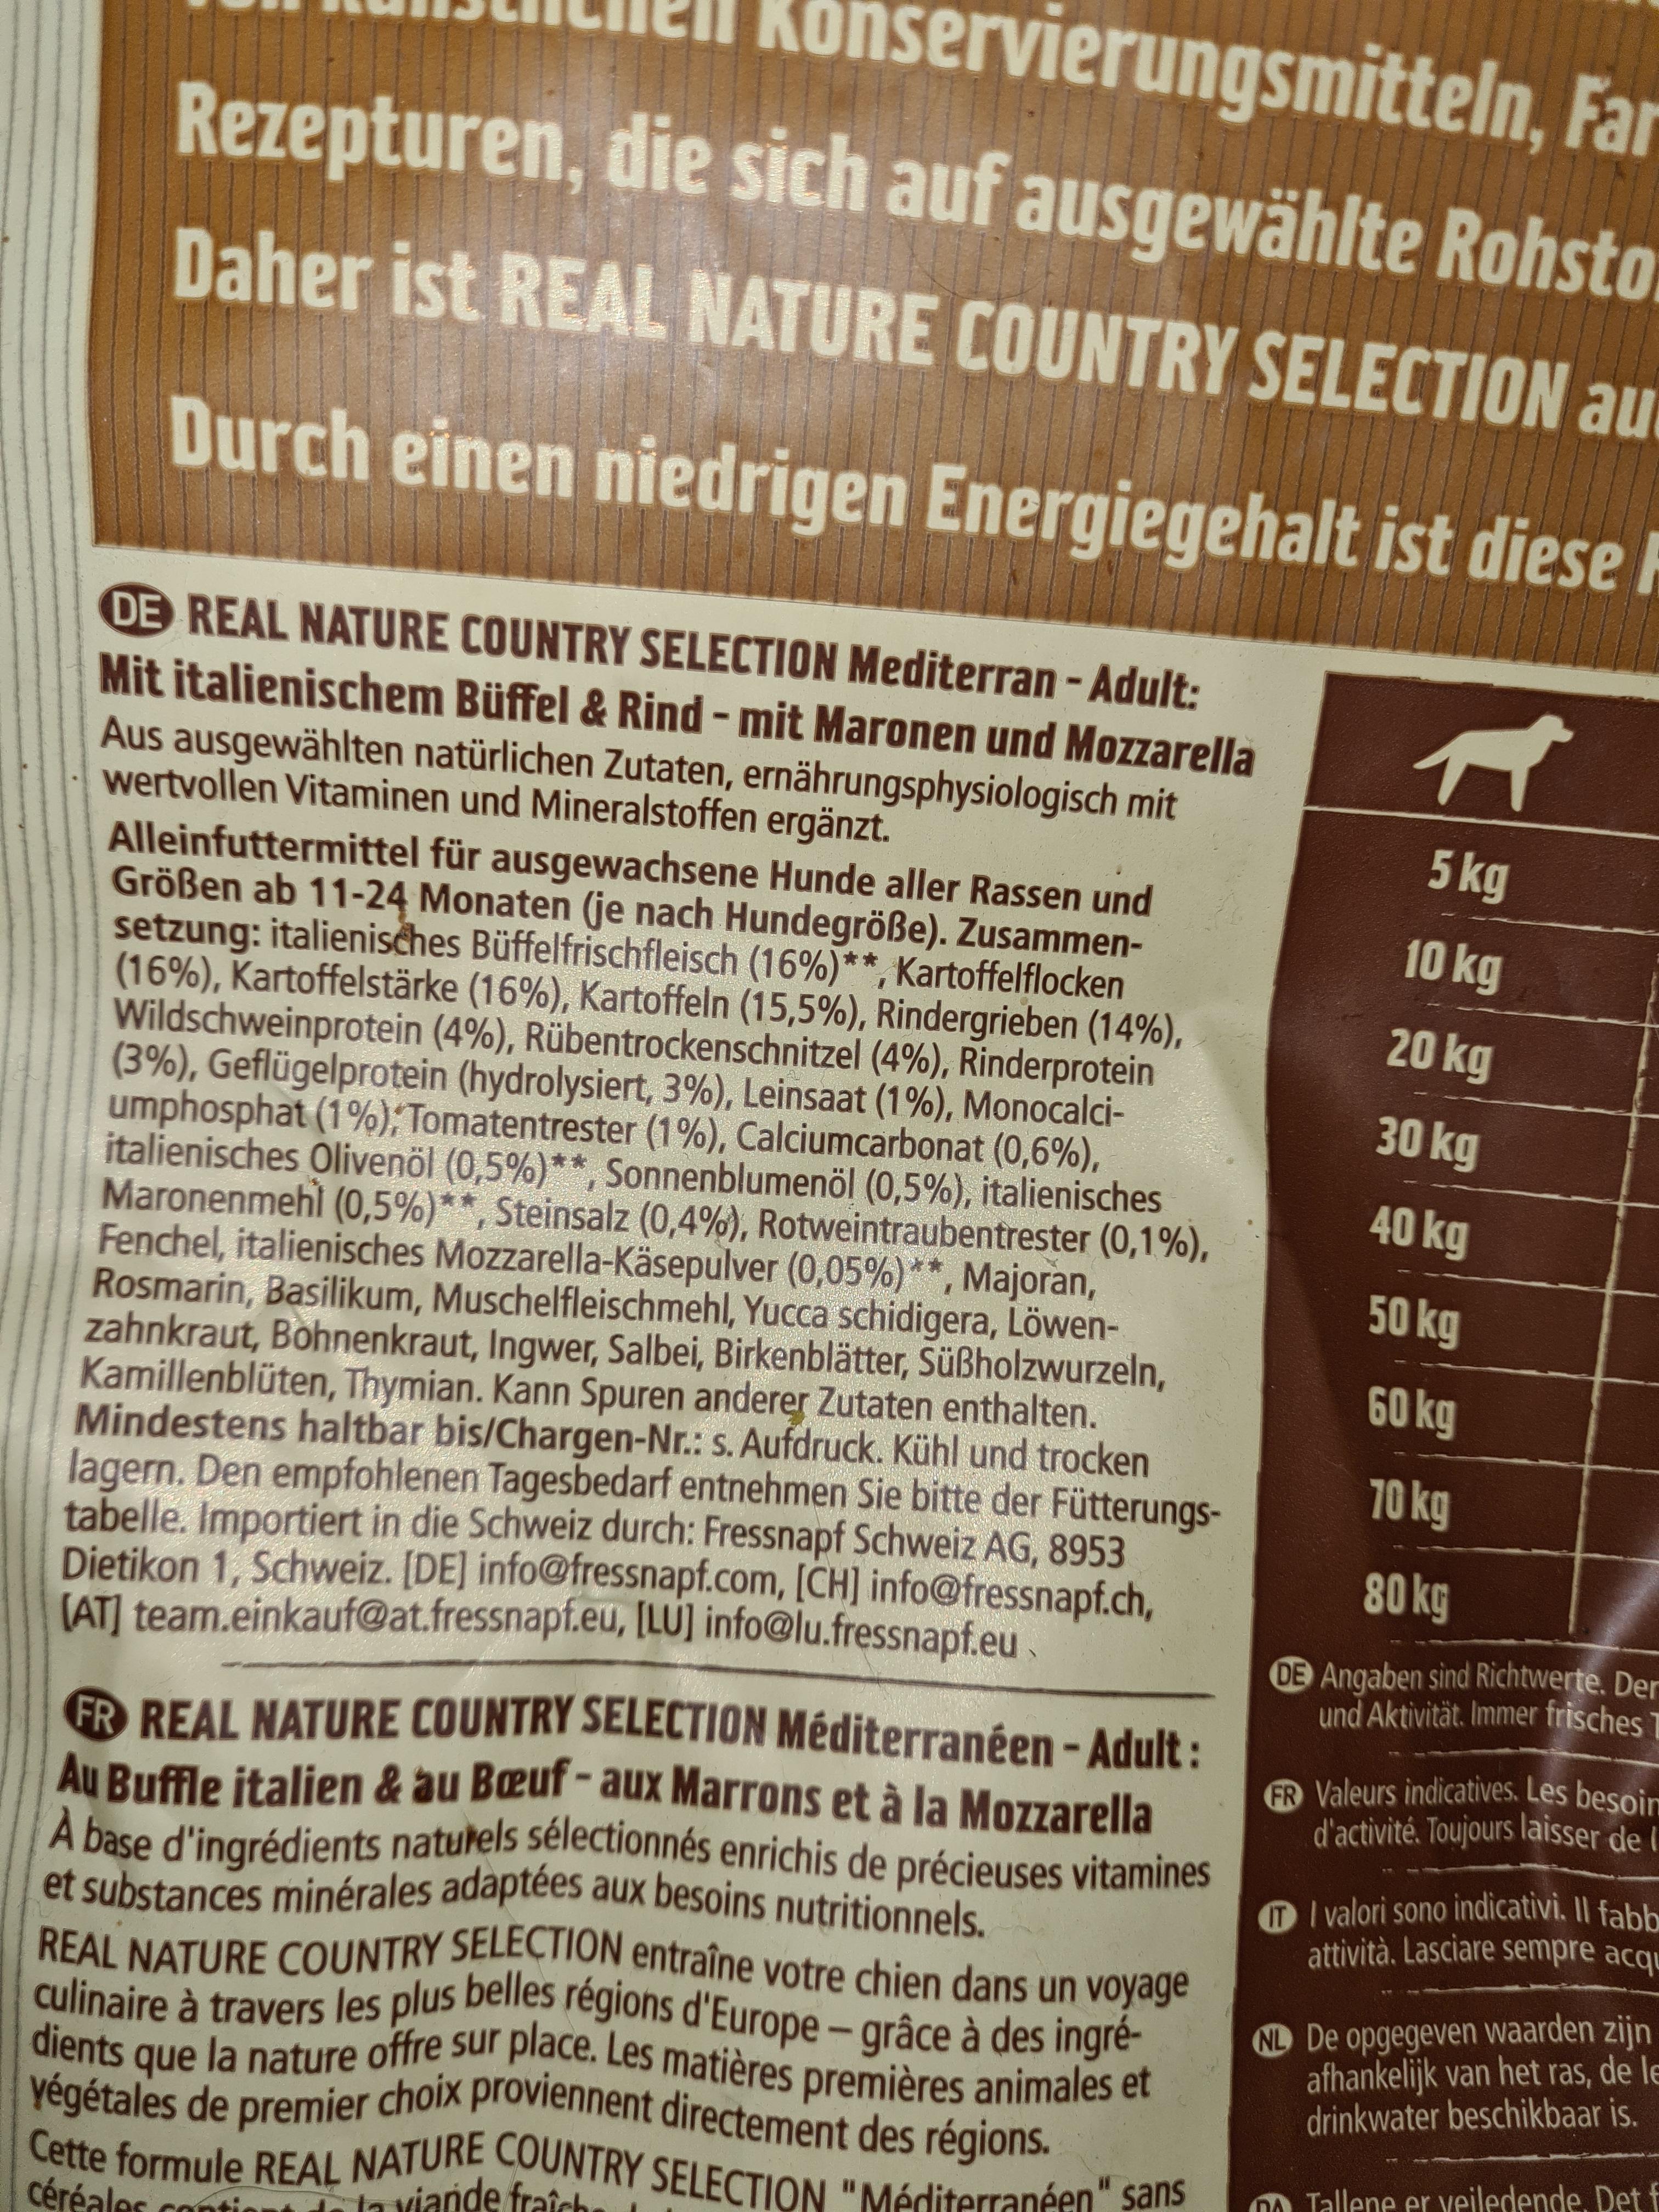 künstlichen Konservierungsmitteln,
Rezepturen, die sich auf ausgewählte
Daher ist REAL NATURE COUNTRY SELECTION
Durch einen niedrigen Energiegehalt ist diese
DE REAL NATURE COUNTRY SELECTION Mediterran - Adult:
Mit italienischem Büffel & Rind - mit Maronen und Mozzarella
Aus ausgewählten natürlichen Zutaten, ernährungsphysiologisch mit
wertvollen Vitaminen und Mineralstoffen ergänzt.
Alleinfuttermittel für ausgewachsene Hunde aller Rassen und
Größen ab 11-24 Monaten (je nach Hundegröße). Zusammen-
setzung: italienisches Büffelfrischfleisch (16%)**, Kartoffelflocken
(16%), Kartoffelstärke (16%), Kartoffeln (15,5%), Rindergrieben (14%),
Wildschweinprotein (4%), Rübentrockenschnitzel (4%), Rinderprotein
(3%), Geflügelprotein (hydrolysiert, 3%), Leinsaat (1%), Monocalci-
umphosphat (1%), Tomatentrester (1%), Calciumcarbonat (0,6%),
italienisches Olivenöl (0,5%)**, Sonnenblumenöl (0,5%), italienisches
Maronenmehl (0,5%)**, Steinsalz (0,4%), Rotweintraubentrester (0,1%),
Fenchel, italienisches Mozzarella-Käsepulver (0,05%)**, Majoran,
Rosmarin, Basilikum, Muschelfleischmehl, Yucca schidigera, Löwen-
zahnkraut, Bohnenkraut, Ingwer, Salbei, Birkenblätter, Süßholzwurzeln,
Kamillenblüten, Thymian. Kann Spuren anderer Zutaten enthalten.
Mindestens haltbar bis/Chargen-Nr.: s. Aufdruck. Kühl und trocken
lagern. Den empfohlenen Tagesbedarf entnehmen Sie bitte der Fütterungs-
tabelle. Importiert in die Schweiz durch: Fressnapf Schweiz AG, 8953
Dietikon 1, Schweiz. [DE] info@fressnapf.com, [CH] info@fressnapf.ch,
[AT] team.einkauf@at.fressnapf.eu, [LU] info@lu.fressnapf.eu
FR REAL NATURE COUNTRY SELECTION Méditerranéen - Adult :
Au Buffle italien & au Bœuf - aux Marrons et à la Mozzarella
À base d'ingrédients naturels sélectionnés enrichis de précieuses vitamines
et substances minérales adaptées aux besoins nutritionnels.
REAL NATURE COUNTRY SELECTION entraîne votre chien dans un voyage
culinaire à travers les plus belles régions d'Europe – grâce à des ingré-
dients que la nature offre sur place. Les matières premières animales et
végétales de premier choix proviennent directement des régions.
Cette formule REAL NATURE COUNTRY SELECTION "Méditerranéen" sans
céréales contient de la viande
5 kg
10 kg
20 kg
30 kg
40 kg
50 kg
60 kg
70 kg
80 kg
DE Angaben sind Richtwerte. Der
und Aktivität. Immer frisches
FR Valeurs indicatives. Les
d'activité. Toujours laisser de
IT I valori sono indicativi. Il
attività. Lasciare sempre
NL De opgegeven waarden zijn
afhankelijk van het ras, de
drinkwater beschikbaar is.
DA Tallene er vejledende. Det